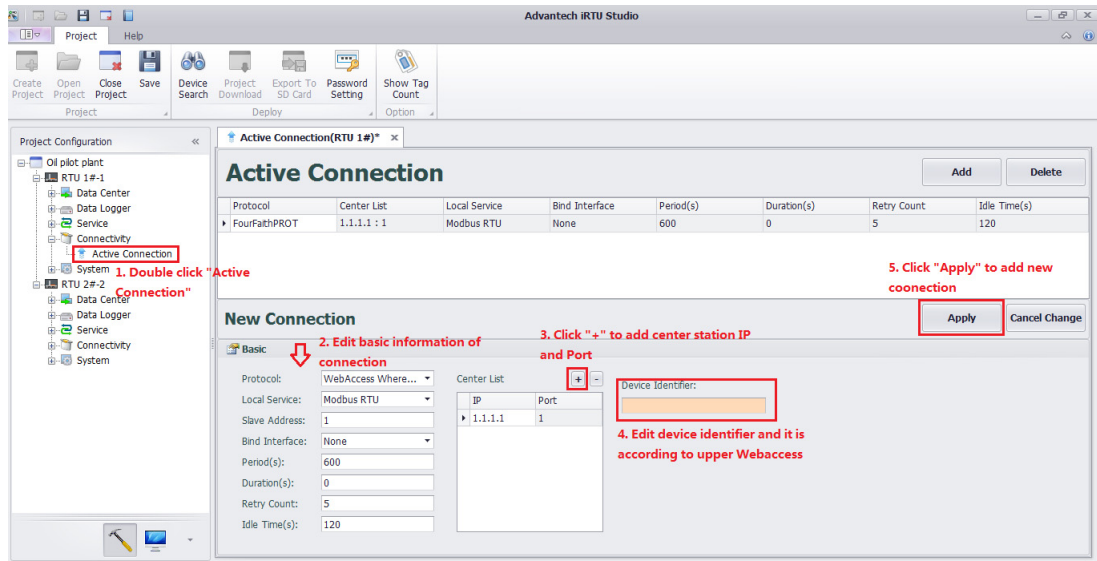 Advantech iRTU Studio
Project Help
Create Project
Open Project
Close Project
Save
Device Search
Project Download
Export To SD Card
Password Setting
Show Tag Count
Project
Deploy
Option
Project Configuration «
Oil pilot plant
RTU 1#-1
Data Center
Data Logger
Service
Connectivity
Active Connection
System
RTU 2#-2
Data Center
Data Logger
Service
Connectivity
System
1. Double click "Active
Connection"
Active Connection(RTU 1#)* ×
Active Connection
Add Delete
Protocol Center List Local Service Bind Interface Period(s) Duration(s) Retry Count Idle Time(s)
FourFaithPROT 1.1.1.1 : 1 Modbus RTU None 600 0 5 120
5. Click "Apply" to add new
coonection
New Connection
Apply Cancel Change
Basic
2. Edit basic information of
connection
3. Click "+" to add center station IP
and Port
Protocol: WebAccess Where...
Local Service: Modbus RTU
Slave Address: 1
Bind Interface: None
Period(s): 600
Duration(s): 0
Retry Count: 5
Idle Time(s): 120
Center List + -
IP Port
1.1.1.1 1
Device Identifier:
4. Edit device identifier and it is
according to upper Webaccess